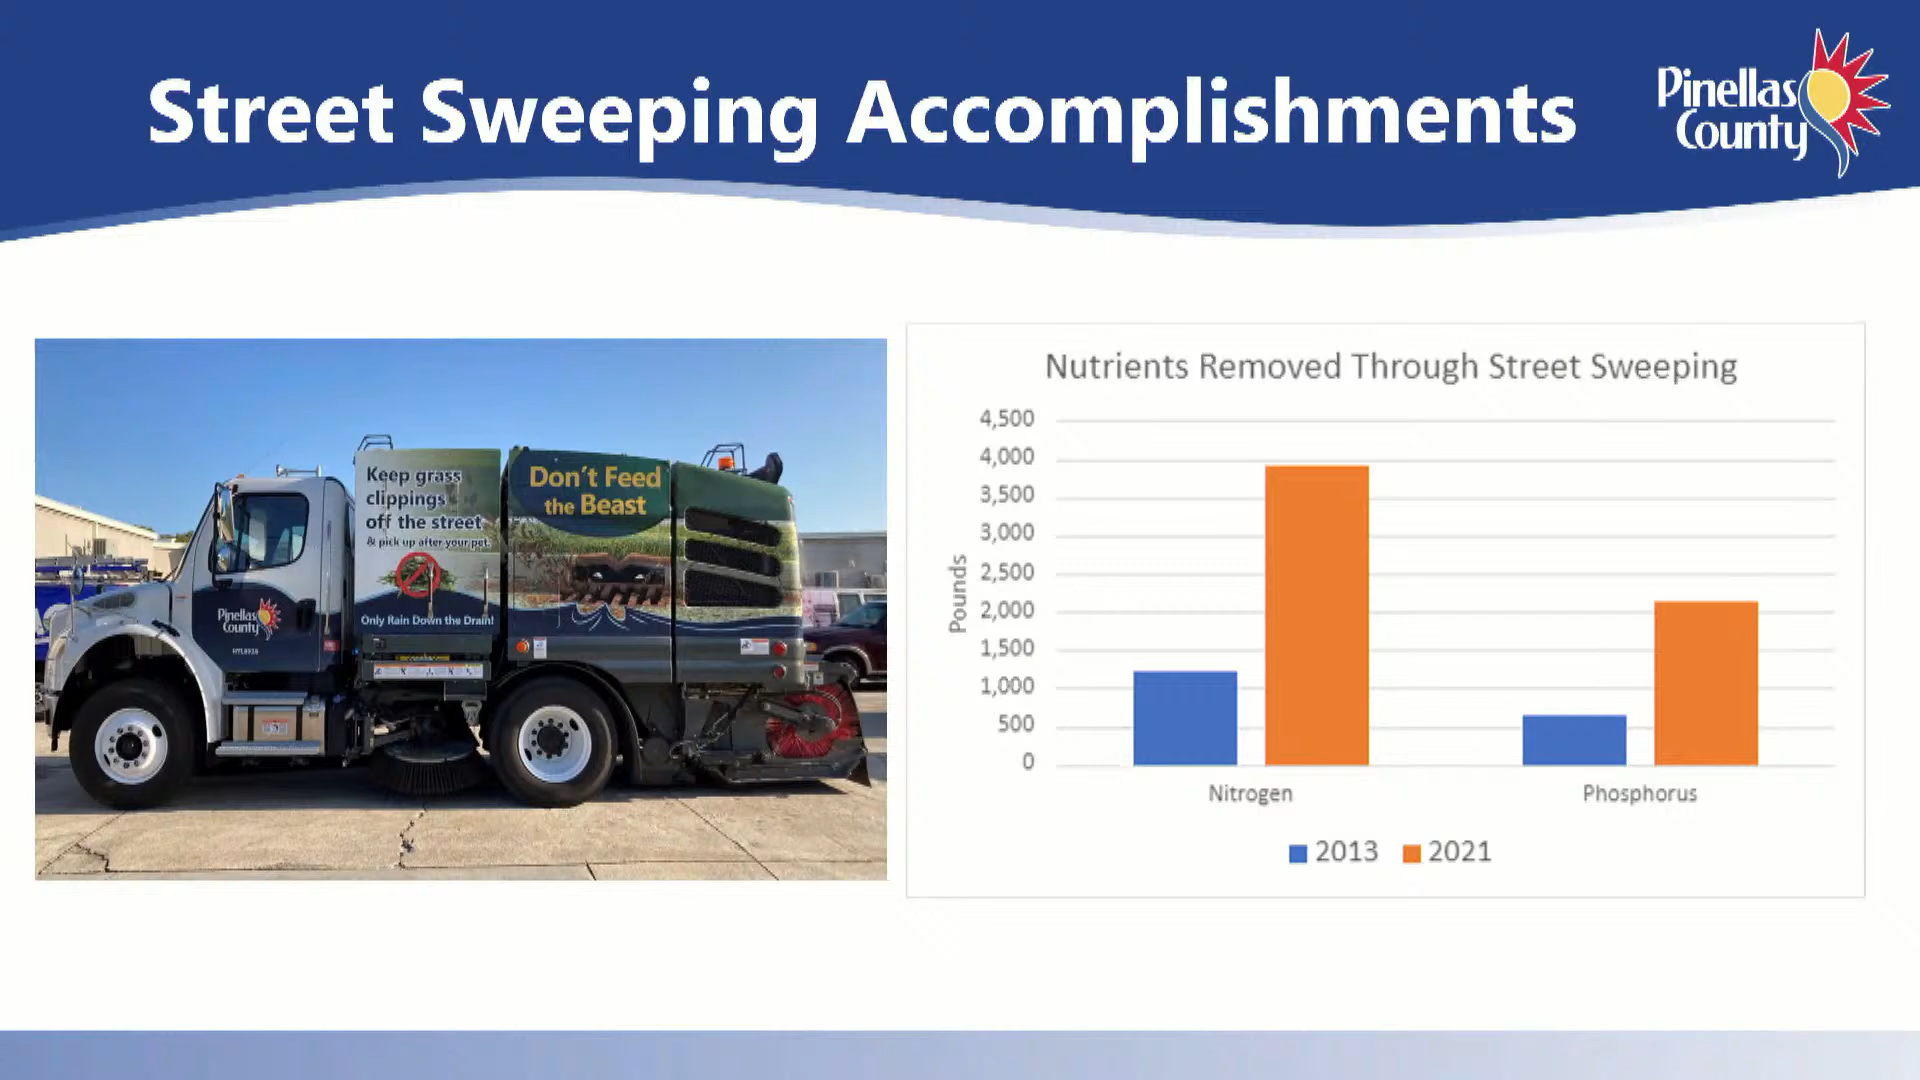 Street Sweeping Accomplishments
Pinellas
County
Keep grass
clippings
off the street
& pick up after your pet.
Only Rain Down the Drain!
Don't Feed
the Beast
Pinellas
County
Nutrients Removed Through Street Sweeping
Pounds
4,500
4,000
3,500
3,000
2,500
2,000
1,500
1,000
500
0
Nitrogen
Phosphorus
2013
2021